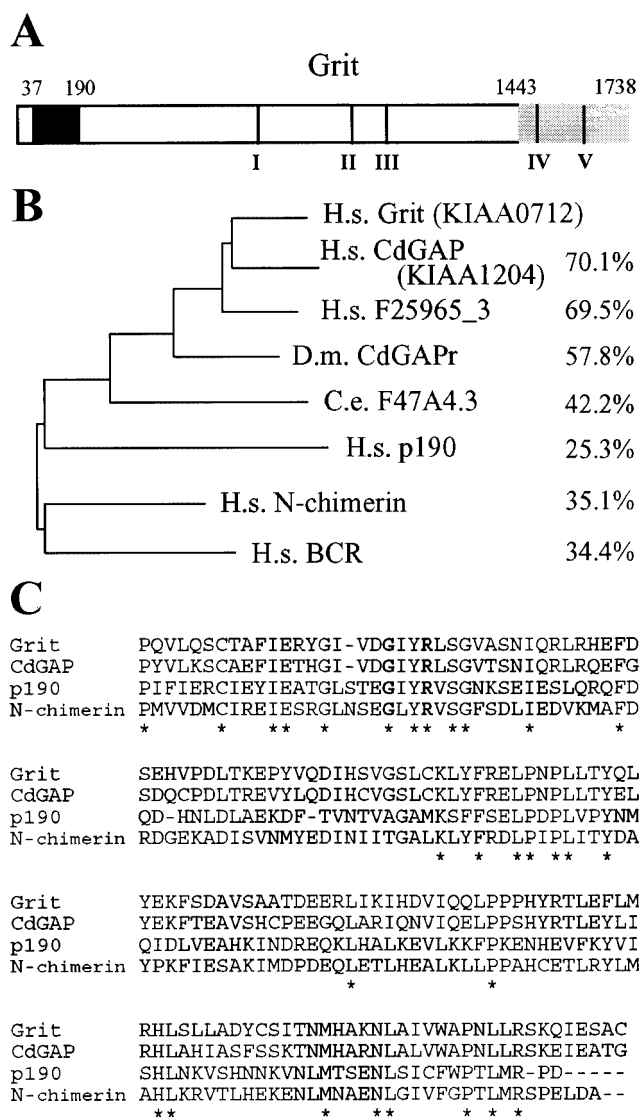 A
Grit
37 190 1443 1738
I II III IV V
B
H.s. Grit (KIAA0712)
H.s. CdGAP
(KIAA1204) 70.1%
H.s. F25965_3 69.5%
D.m. CdGAPr 57.8%
C.e. F47A4.3 42.2%
H.s. p190 25.3%
H.s. N-chimerin 35.1%
H.s. BCR 34.4%
C
Grit PQVLQSCTAFIERYGI-VDGIYRLSGVASNIQRLRHEFD
CdGAP PYVLKSCAEFIETHGI-VDGIYRLSGVTSNIQRLRQEFG
p190 PIFIERCIEYIEATGLSTEGIYRVSGNKSEIESLQRQFD
N-chimerin PMVVDMCIREIESRGLNSEGLYRVSGFSDLIEDVKMAFD
* * ** * * ** ** * *
Grit SEHVPDLTKEPYVQDIHSVGSLCKLYFRELPNPLLTYQL
CdGAP SDQCPDLTREVYLQDIHCVGSLCKLYFRELPNPLLTYEL
p190 QD-HNLDLAEKDF-TVNTVAGAMKSFFSELPDPLVPYNM
N-chimerin RDGEKADISVNMYEDINIITGALKLYFRDLPIPLITYDA
* * ** ** *
Grit YEKFSDAVSAATDEERLIKIHDVIQQLPPPHYRTLEFLM
CdGAP YEKFTEAVSHCPEEGQLARIQNVIQELPPSHYRTLEYLI
p190 QIDLVEAHKINDREQKLHALKEVLKKFPKENHEVFKYVI
N-chimerin YPKFIESAKIMDPDEQLETLHEALKLLPPAHCETLRYLM
* *
Grit RHLSLLADYCSITNMHAKNLAIVWAPNLLRSKQIESAC
CdGAP RHLAHIASFSSKTNMHARNLALVWAPNLLRSKEIEATG
p190 SHLNKVSHNNKVNLMTSENLSICFWPTLMR-PD-----
N-chimerin AHLKRVTLHEKENLMNAENLGIVFGPTLMRSPELDA--
** * ** * * *